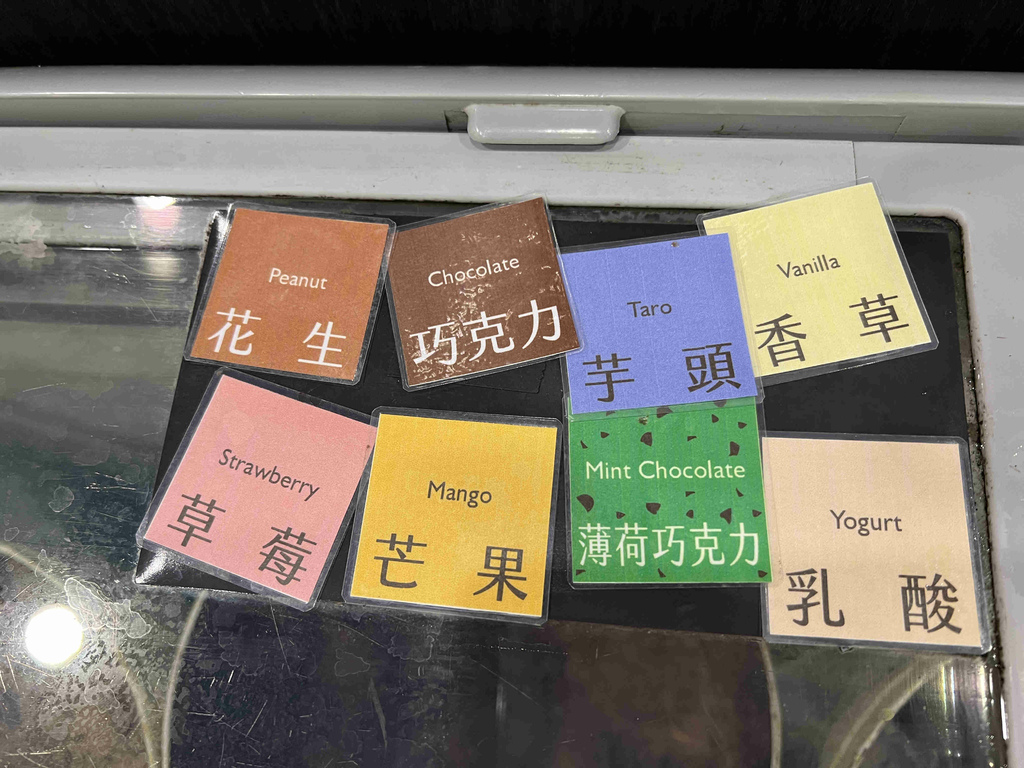 Peanut
花生
Chocolate
巧克力
Taro
芋頭
Vanilla
香草
Strawberry
草莓
Mango
芒果
Mint Chocolate
薄荷巧克力
Yogurt
乳酸